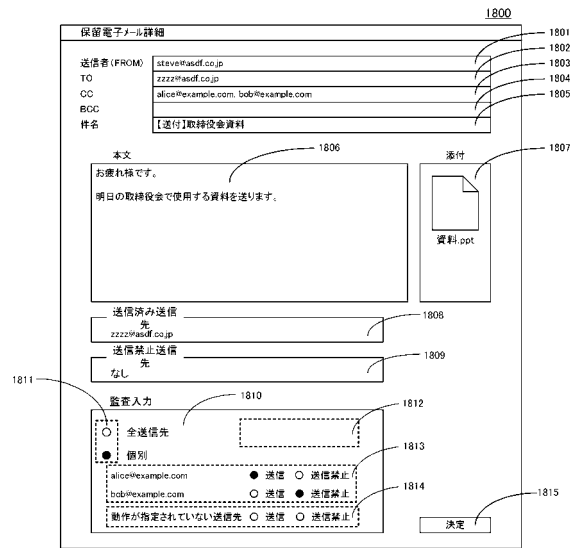 1800
保留電子メール詳細
1801
送信者(FROM) steve@asdf.co.jp
1802
TO zzzz@asdf.co.jp
1803
CC alice@example.com, bob@example.com
1804
BCC
1805
件名 【送付】取締役会資料
本文
1806
添付
1807
お疲れ様です。
明日の取締役会で使用する資料を送ります。
資料.ppt
送信済み送信
先
1808
zzzz@asdf.co.jp
送信禁止送信
先
1809
なし
1811
監査入力
1810
1812
全送信先
個別
1813
alice@example.com 送信 送信禁止
bob@example.com 送信 送信禁止
1814
動作が指定されていない送信先 送信 送信禁止
1815
決定